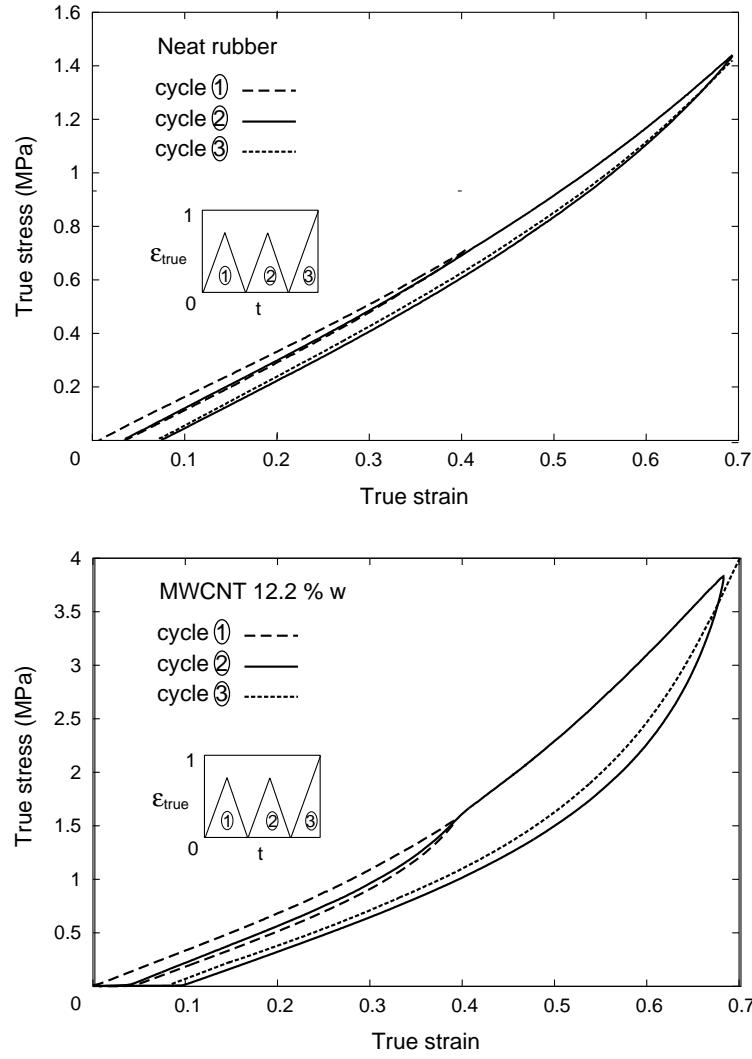 1.6
1.4
1.2
1
0.8
0.6
0.4
0.2
0
0.1
0.2
0.3
0.4
0.5
0.6
0.7
True stress (MPa)
True strain
Neat rubber
cycle ①
cycle ②
cycle ③
1
εtrue
① ② ③
0
t
4
3.5
3
2.5
2
1.5
1
0.5
0
0.1
0.2
0.3
0.4
0.5
0.6
0.7
True stress (MPa)
True strain
MWCNT 12.2 % w
cycle ①
cycle ②
cycle ③
1
εtrue
① ② ③
0
t